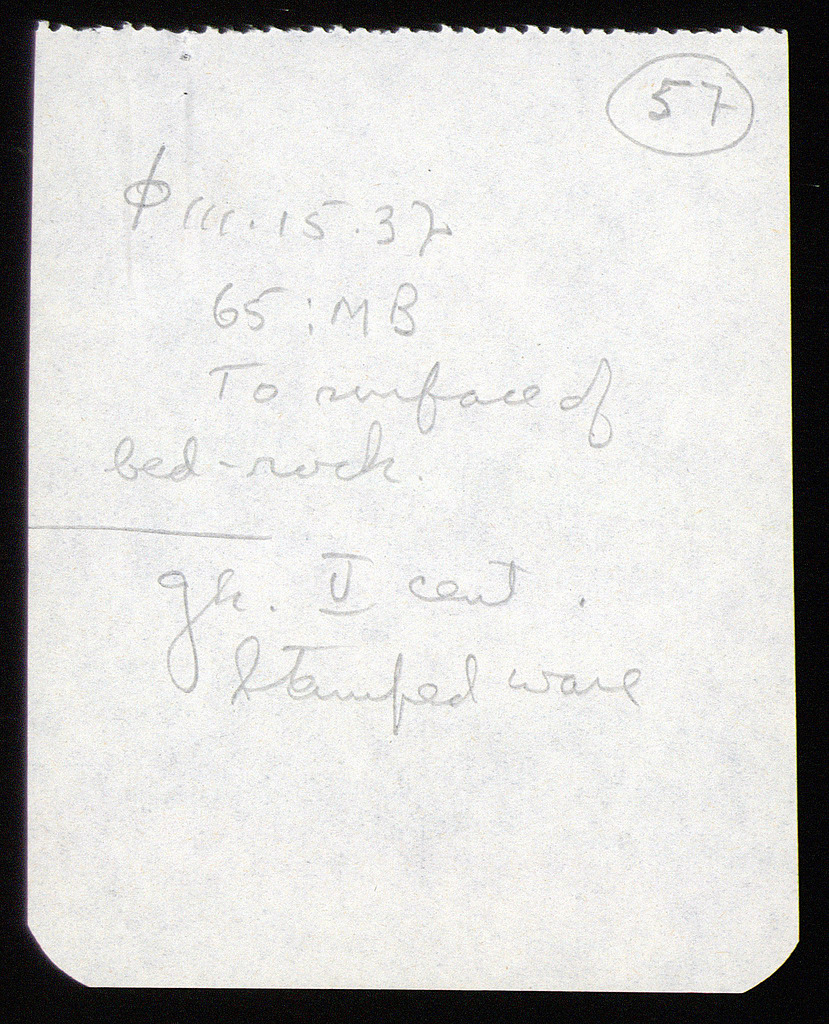 57
Φ III.15.37
65:MB
To surface of
bed-rock.
gk. V cent.
Stamped ware